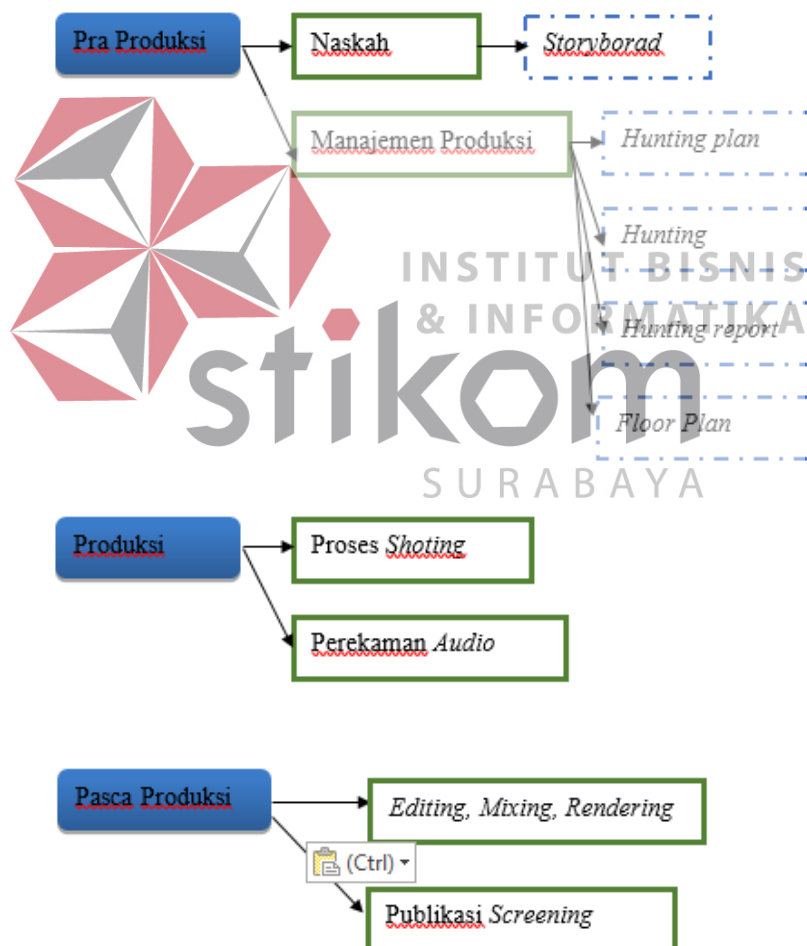 Pra Produksi
Naskah
Storyborad
Manajemen Produksi
Hunting plan
Hunting
INSTITUT BISNIS
& INFORMATIKA
Hunting report
stikom
Floor Plan
SURABAYA
Produksi
Proses Shoting
Perekaman Audio
Pasca Produksi
Editing, Mixing, Rendering
(Ctrl)
Publikasi Screening